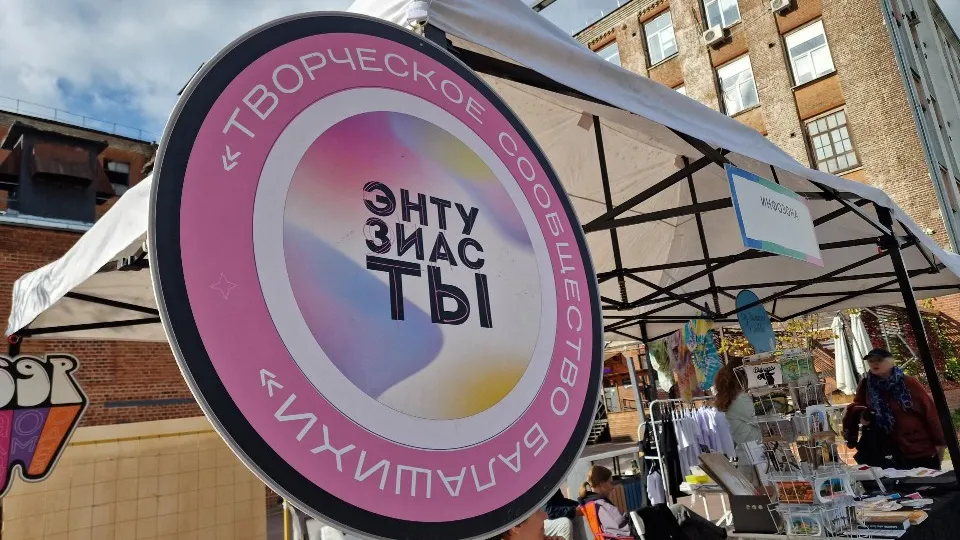 «ТВОРЧЕСКОЕ СООБЩЕСТВО БАЛАШИХИ»
ЭНТУ
ЗИАС
ТЫ
ИНФОЗОНА